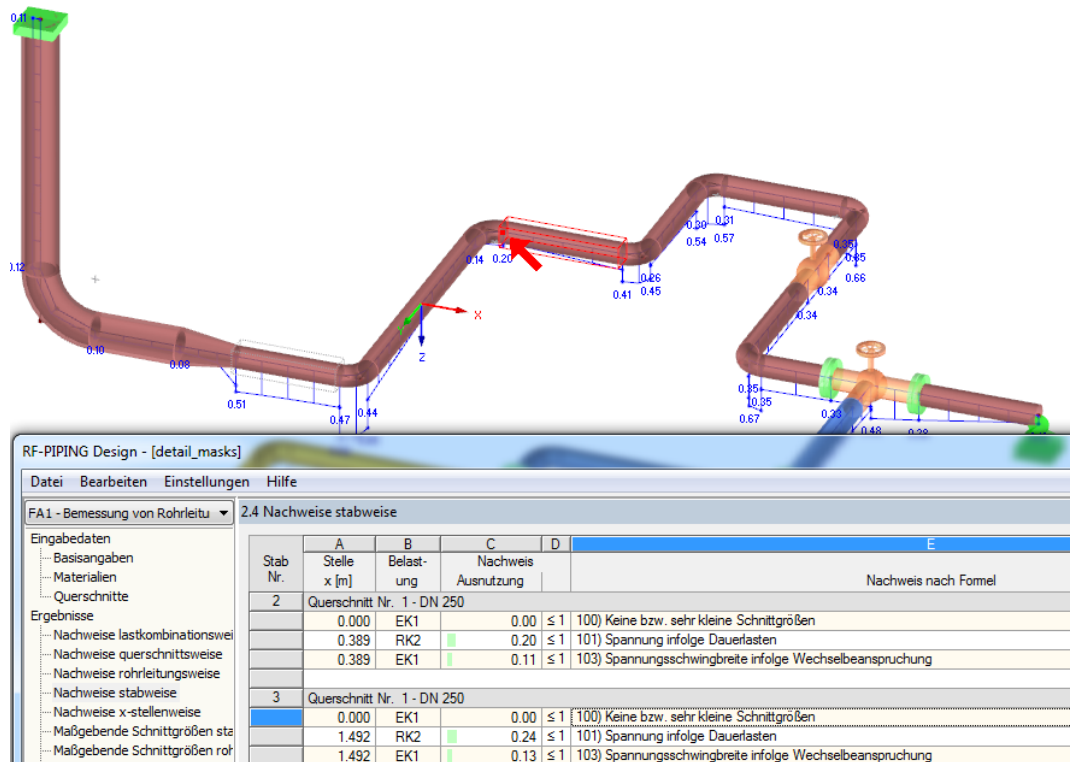 0.11
0.12
0.10
0.08
0.14 0.20
0.30 0.31
0.54 0.57
0.26
0.41 0.45
0.35
0.85
0.66
0.34
0.34
X
Z
0.51
0.47
0.44
0.35
0.35
0.67
0.33
0.48 0.38
RF-PIPING Design - [detail_masks]
Datei Bearbeiten Einstellungen Hilfe
FA1 - Bemessung von Rohrleitu
2.4 Nachweise stabweise
Eingabedaten
Basisangaben
Materialien
Querschnitte
Ergebnisse
Nachweise lastkombinationswei
Nachweise querschnittsweise
Nachweise rohrleitungsweise
Nachweise stabweise
Nachweise x-stellenweise
Maßgebende Schnittgrößen sta
Maßgebende Schnittgrößen roh
A B C D E
Stab Stelle Belast- Nachweis
Nr. x [m] ung Ausnutzung Nachweis nach Formel
2 Querschnitt Nr. 1 - DN 250
0.000 EK1 0.00 ≤ 1 100) Keine bzw. sehr kleine Schnittgrößen
0.389 RK2 0.20 ≤ 1 101) Spannung infolge Dauerlasten
0.389 EK1 0.11 ≤ 1 103) Spannungsschwingbreite infolge Wechselbeanspruchung
3 Querschnitt Nr. 1 - DN 250
0.000 EK1 0.00 ≤ 1 100) Keine bzw. sehr kleine Schnittgrößen
1.492 RK2 0.24 ≤ 1 101) Spannung infolge Dauerlasten
1.492 EK1 0.13 ≤ 1 103) Spannungsschwingbreite infolge Wechselbeanspruchung